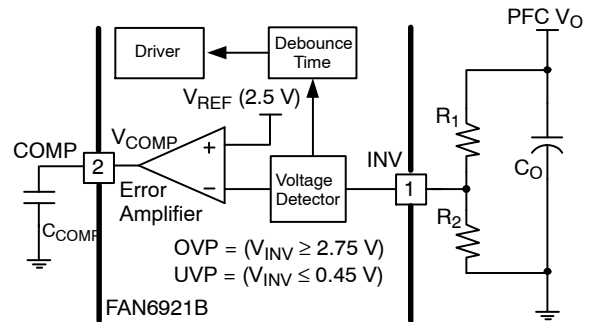 PFC VO
Driver
Debounce
Time
VREF (2.5 V)
R1
COMP
VCOMP
+
INV
CO
2
Error
Amplifier
−
Voltage
Detector
1
CCOMP
R2
OVP = (VINV ≥ 2.75 V)
UVP = (VINV ≤ 0.45 V)
FAN6921B